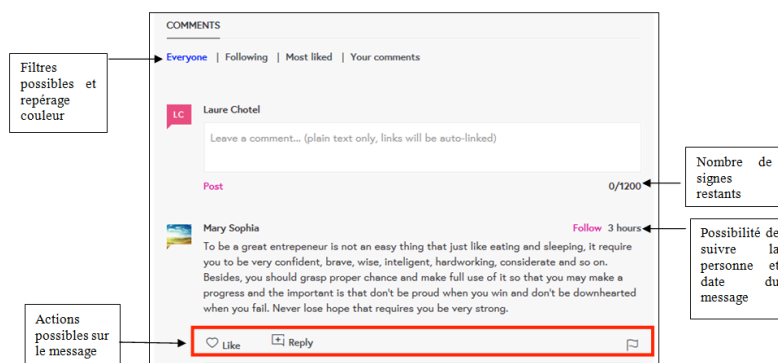 COMMENTS
Everyone | Following | Most liked | Your comments
Filtres
possibles et
repérage
couleur
LC
Laure Chotel
Leave a comment... (plain text only, links will be auto-linked)
Post
0/1200
Nombre de
signes
restants
Mary Sophia
Follow 3 hours
To be a great entrepeneur is not an easy thing that just like eating and sleeping, it require
you to be very confident, brave, wise, inteligent, hardworking, considerate and so on.
Besides, you should grasp proper chance and make full use of it so that you may make a
progress and the important is that don't be proud when you win and don't be downhearted
when you fail. Never lose hope that requires you be very strong.
Possibilité de
suivre la
personne et
date du
message
Actions
possibles sur
le message
Like
Reply